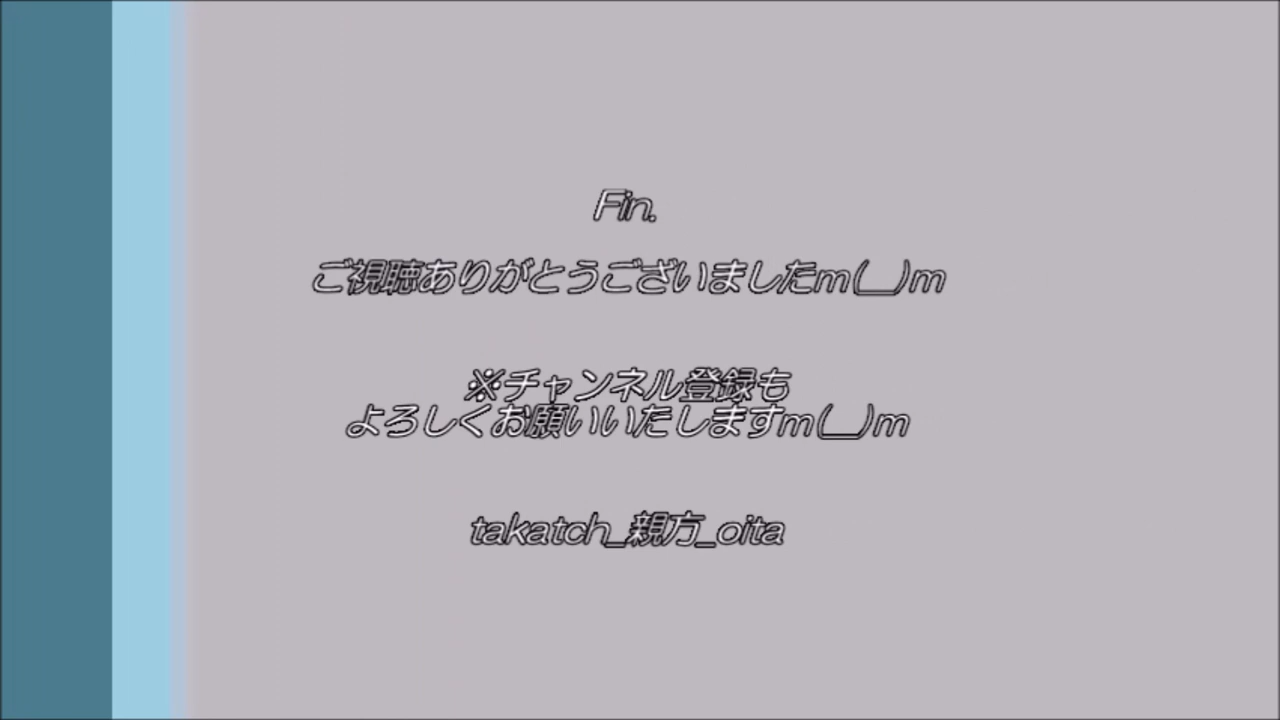 Fin.
ご視聴ありがとうございましたm(__)m
※チャンネル登録も
よろしくお願いいたしますm(__)m
takatch_親方_oita